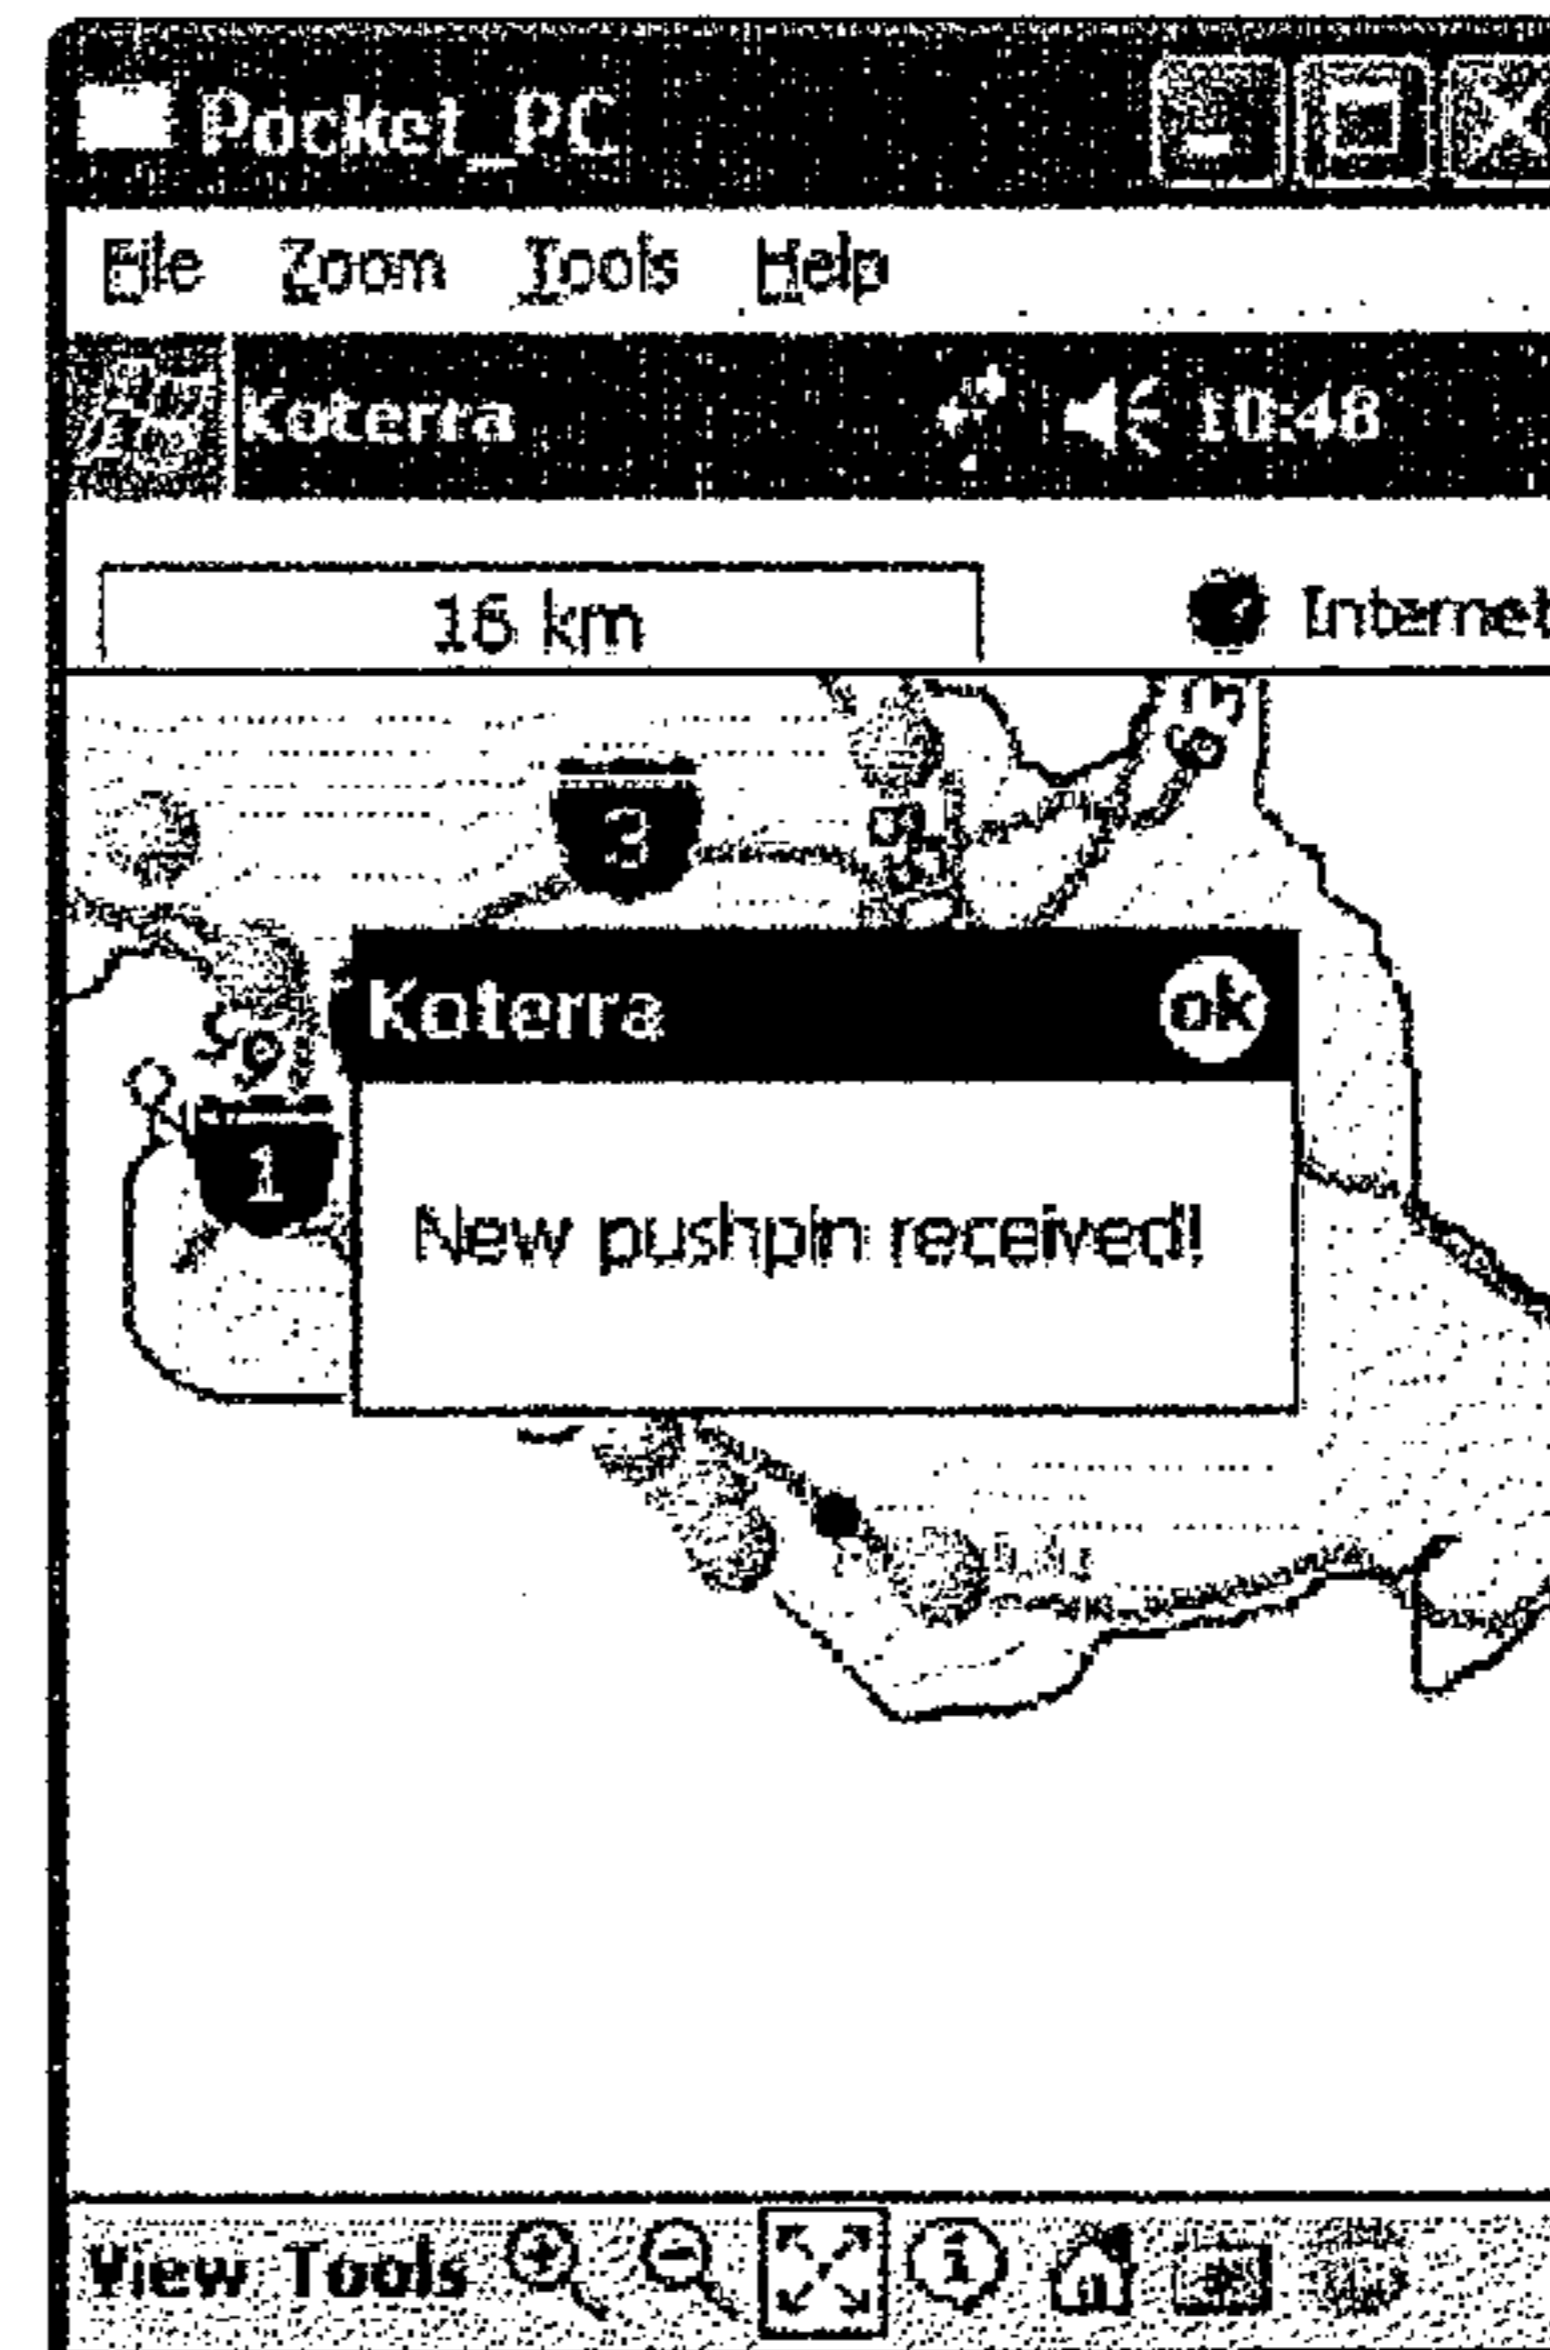 Pocket_PC
File Zoom Tools Help
Koterra 10:48
16 km Internet
63
3
1
Koterra ok
New pushpin received!
View Tools